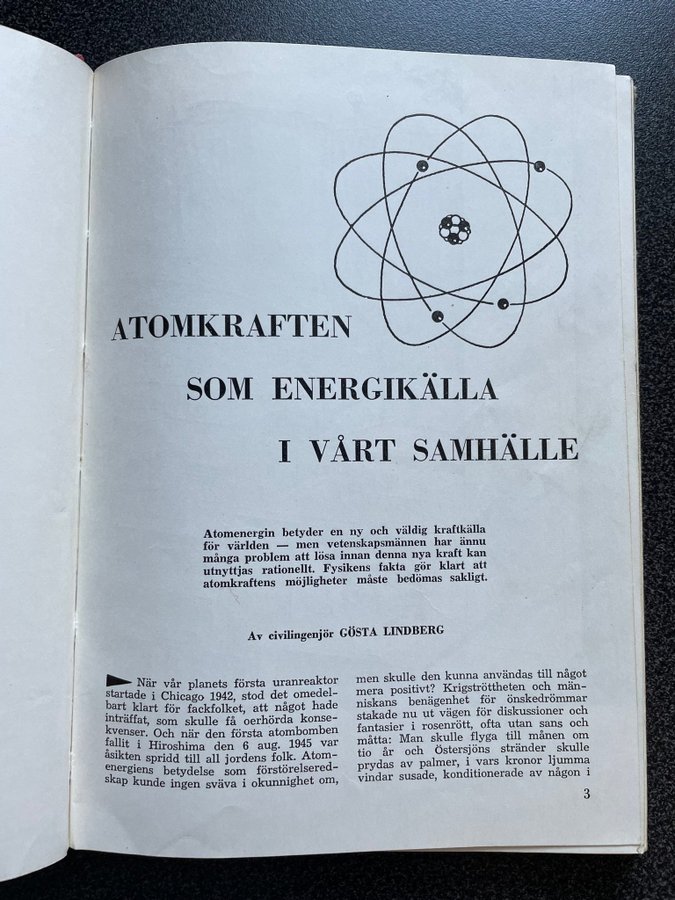 ATOMKRAFTEN
SOM ENERGIKÄLLA
I VÅRT SAMHÄLLE
Atomenergin betyder en ny och väldig kraftkälla
för världen — men vetenskapsmännen har ännu
många problem att lösa innan denna nya kraft kan
utnyttjas rationellt. Fysikens fakta gör klart att
atomkraftens möjligheter måste bedömas sakligt.
Av civilingenjör GÖSTA LINDBERG
När vår planets första uranreaktor
startade i Chicago 1942, stod det omedel-
bart klart för fackfolket, att något hade
inträffat, som skulle få oerhörda konse-
kvenser. Och när den första atombomben
fallit i Hiroshima den 6 aug. 1945 var
åsikten spridd till all jordens folk. Atom-
energiens betydelse som förstörelsered-
skap kunde ingen sväva i okunnighet om,
men skulle den kunna användas till något
mera positivt? Krigströttheten och män-
niskans benägenhet för önskedrömmar
stakade nu ut vägen för diskussioner och
fantasier i rosenrött, ofta utan sans och
måtta: Man skulle flyga till månen om
tio år och Östersjöns stränder skulle
prydas av palmer, i vars kronor ljumma
vindar susade, konditionerade av någon i
3